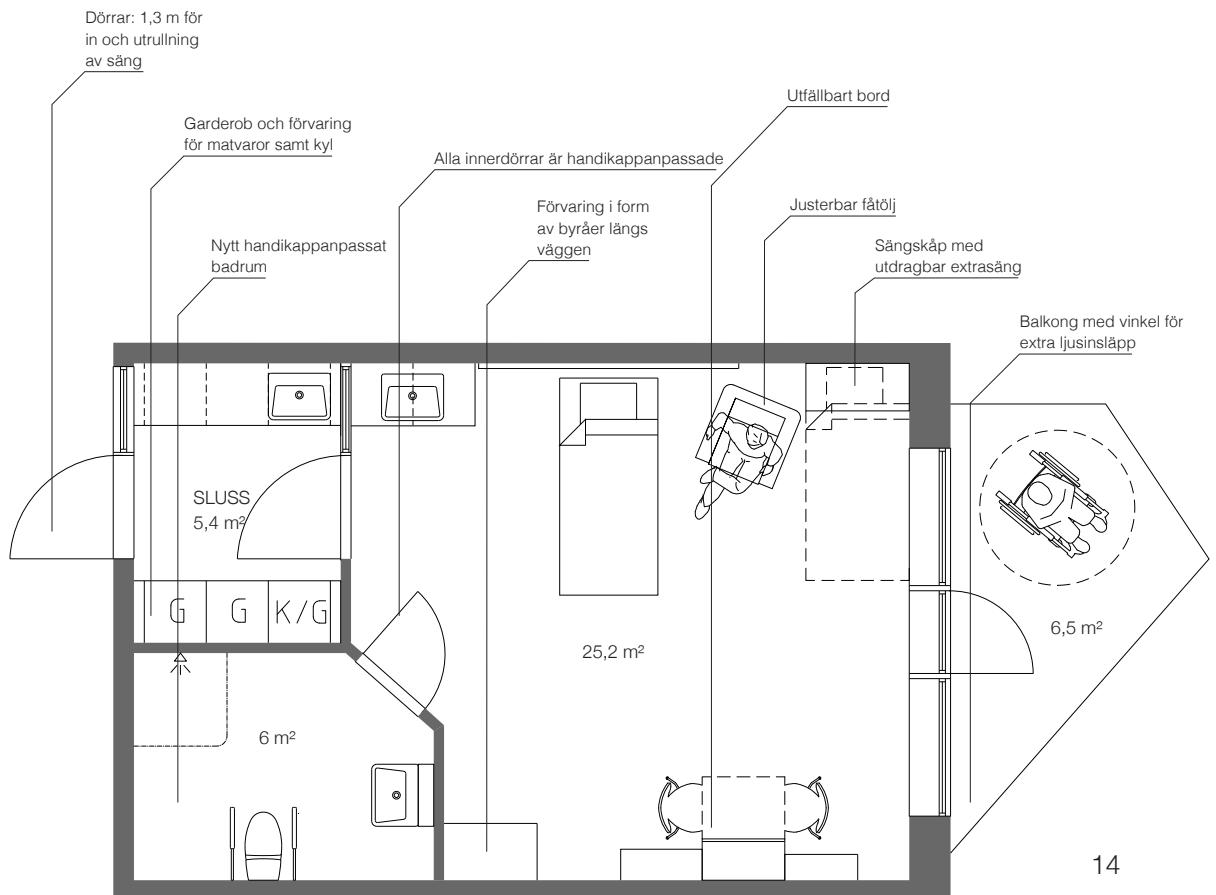 Dörrar: 1,3 m för
in och utrullning
av säng
Garderob och förvaring
för matvaror samt kyl
Nytt handikappanpassat
badrum
Alla innerdörrar är handikappanpassade
Förvaring i form
av byråer längs
väggen
Utfällbart bord
Justerbar fåtölj
Sängskåp med
utdragbar extrasäng
Balkong med vinkel för
extra ljusinsläpp
SLUSS
5,4 m²
G
G
K/G
25,2 m²
6,5 m²
6 m²
14